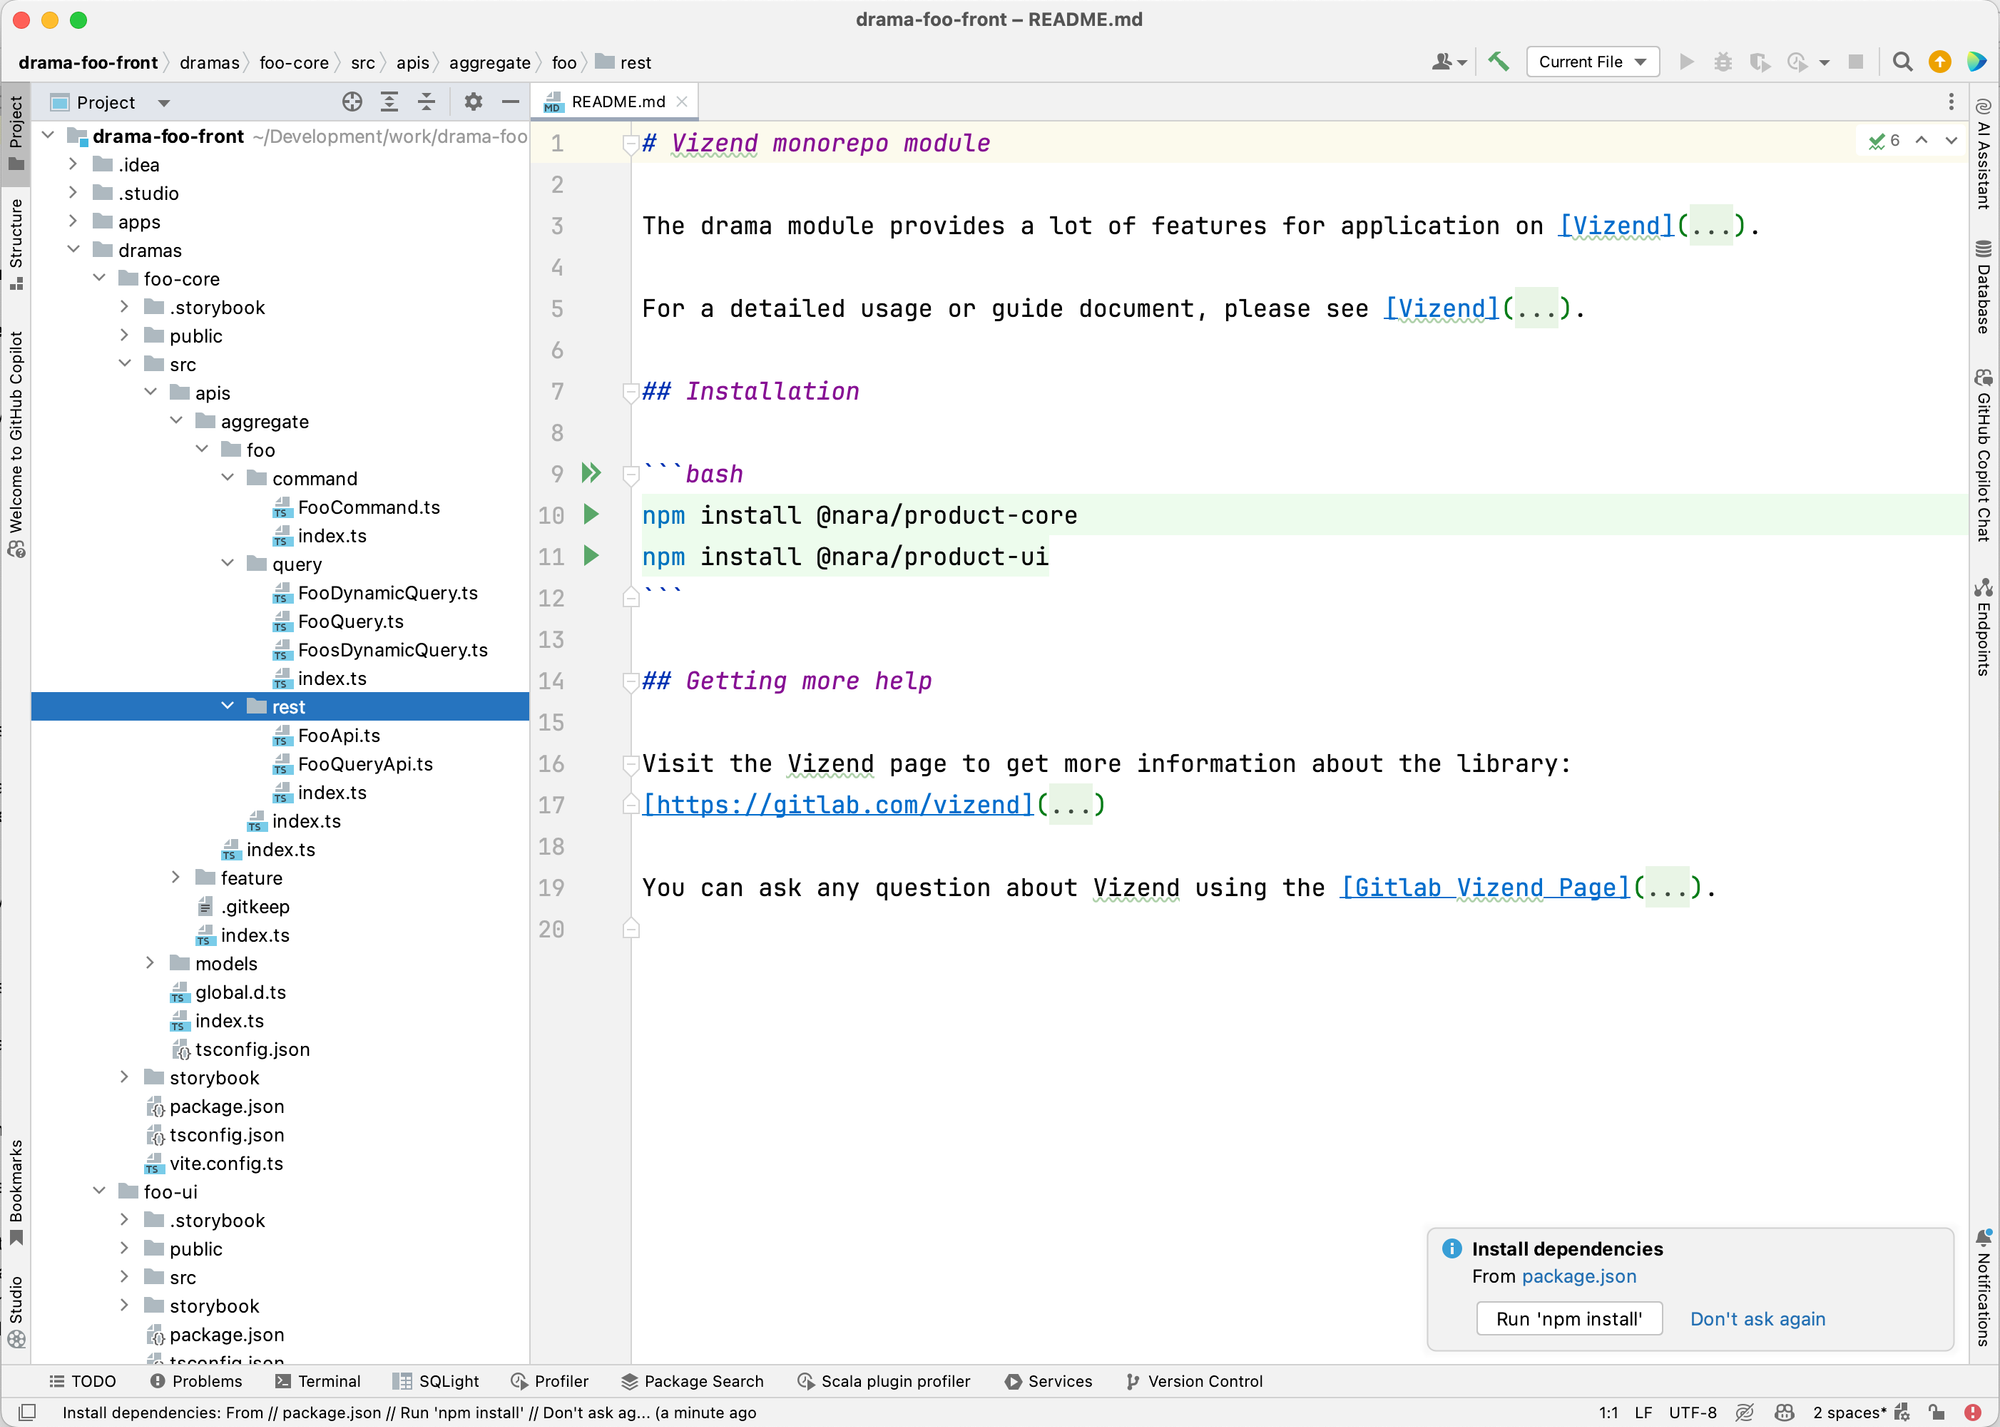 drama-foo-front – README.md
drama-foo-front dramas foo-core src apis aggregate foo rest
Current File
Project
README.md
Project
Structure
Welcome to GitHub Copilot
Bookmarks
Studio
drama-foo-front ~/Development/work/drama-foo
.idea
.studio
apps
dramas
foo-core
.storybook
public
src
apis
aggregate
foo
command
FooCommand.ts
index.ts
query
FooDynamicQuery.ts
FooQuery.ts
FoosDynamicQuery.ts
index.ts
rest
FooApi.ts
FooQueryApi.ts
index.ts
index.ts
index.ts
feature
.gitkeep
index.ts
models
global.d.ts
index.ts
tsconfig.json
storybook
package.json
tsconfig.json
vite.config.ts
foo-ui
.storybook
public
src
storybook
package.json
tsconfig.json
1 # Vizend monorepo module
2
3 The drama module provides a lot of features for application on [Vizend](...).
4
5 For a detailed usage or guide document, please see [Vizend](...).
6
7 ## Installation
8
9 ```bash
10 npm install @nara/product-core
11 npm install @nara/product-ui
12 ```
13
14 ## Getting more help
15
16 Visit the Vizend page to get more information about the library:
17 [https://gitlab.com/vizend](...)
18
19 You can ask any question about Vizend using the [Gitlab Vizend Page](...).
20
6
AI Assistant
Database
GitHub Copilot Chat
Endpoints
Notifications
Install dependencies
From package.json
Run 'npm install' Don't ask again
TODO Problems Terminal SQLight Profiler Package Search Scala plugin profiler Services Version Control
Install dependencies: From // package.json // Run 'npm install' // Don't ask ag... (a minute ago 1:1 LF UTF-8 2 spaces*